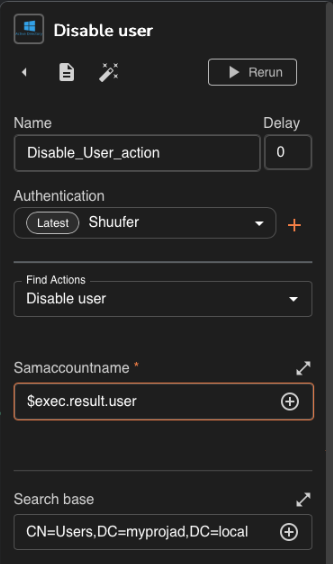 Disable user
Rerun
Name Delay
Disable_User_action 0
Authentication
Latest Shuufer
Find Actions
Disable user
Samaccountname *
$exec.result.user
Search base
CN=Users,DC=myprojad,DC=local